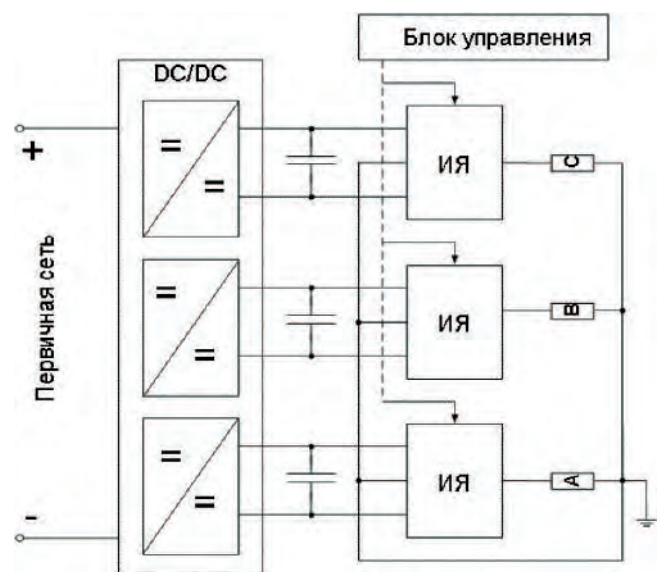 Блок управления
DC/DC
=
=
ИЯ
C
+
Первичная сеть
=
=
ИЯ
B
=
=
ИЯ
A
-